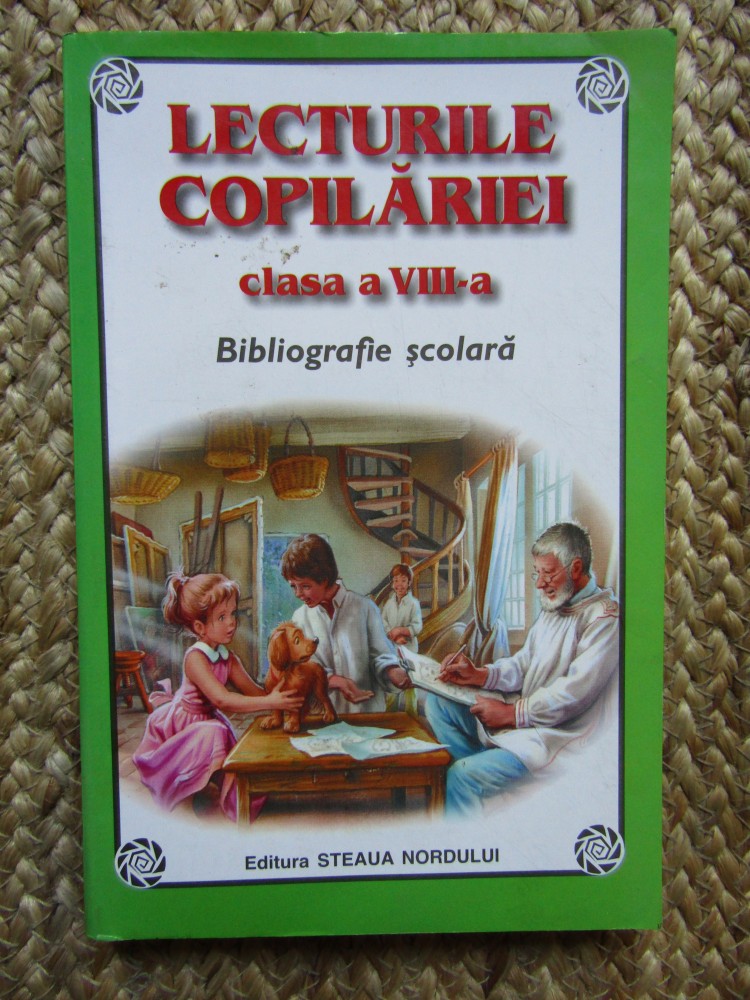 LECTURILE
COPILĂRIEI
clasa a VIII-a
Bibliografie școlară
Editura STEAUA NORDULUI